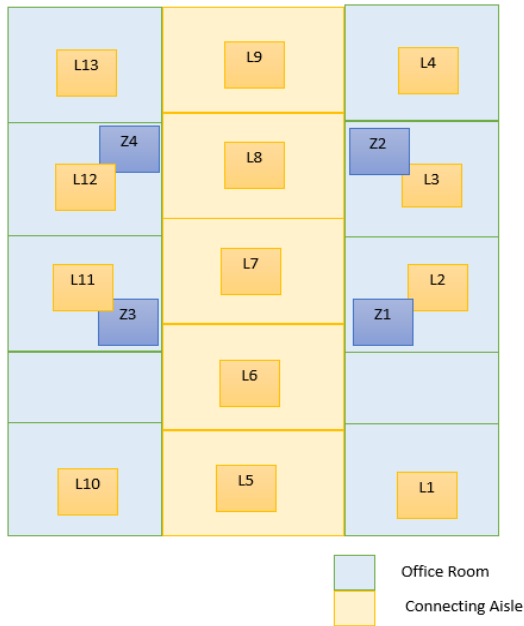 L13
L9
L4
Z4
Z2
L8
L12
L3
L7
L11
L2
Z3
Z1
L6
L10
L5
L1
Office Room
Connecting Aisle